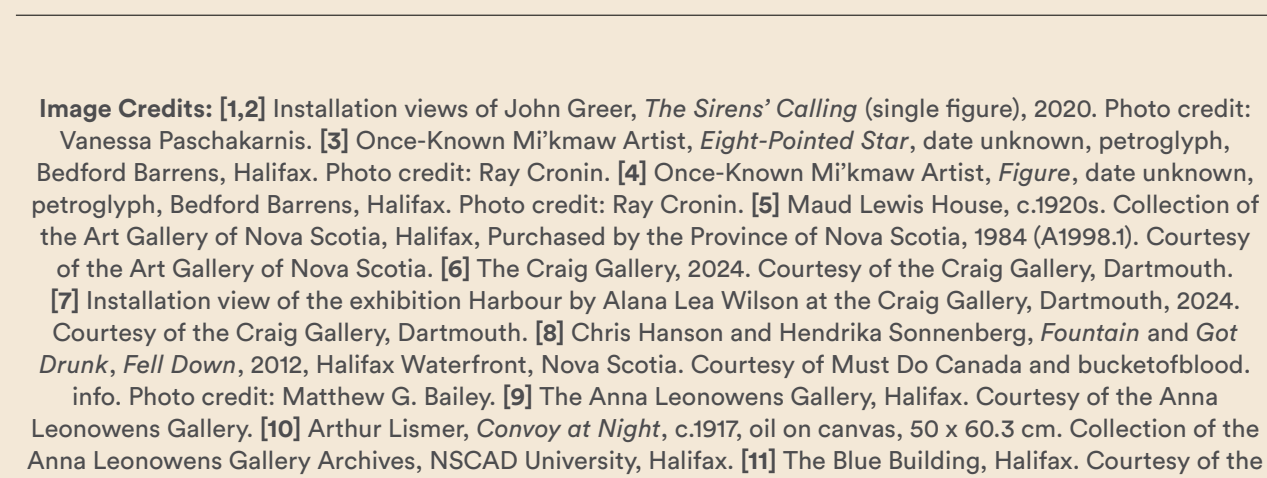 Image Credits: [1,2] Installation views of John Greer, The Sirens’ Calling (single figure), 2020. Photo credit:
Vanessa Paschakarnis. [3] Once-Known Mi’kmaw Artist, Eight-Pointed Star, date unknown, petroglyph,
Bedford Barrens, Halifax. Photo credit: Ray Cronin. [4] Once-Known Mi’kmaw Artist, Figure, date unknown,
petroglyph, Bedford Barrens, Halifax. Photo credit: Ray Cronin. [5] Maud Lewis House, c.1920s. Collection of
the Art Gallery of Nova Scotia, Halifax, Purchased by the Province of Nova Scotia, 1984 (A1998.1). Courtesy
of the Art Gallery of Nova Scotia. [6] The Craig Gallery, 2024. Courtesy of the Craig Gallery, Dartmouth.
[7] Installation view of the exhibition Harbour by Alana Lea Wilson at the Craig Gallery, Dartmouth, 2024.
Courtesy of the Craig Gallery, Dartmouth. [8] Chris Hanson and Hendrika Sonnenberg, Fountain and Got
Drunk, Fell Down, 2012, Halifax Waterfront, Nova Scotia. Courtesy of Must Do Canada and bucketofblood.
info. Photo credit: Matthew G. Bailey. [9] The Anna Leonowens Gallery, Halifax. Courtesy of the Anna
Leonowens Gallery. [10] Arthur Lismer, Convoy at Night, c.1917, oil on canvas, 50 x 60.3 cm. Collection of the
Anna Leonowens Gallery Archives, NSCAD University, Halifax. [11] The Blue Building, Halifax. Courtesy of the